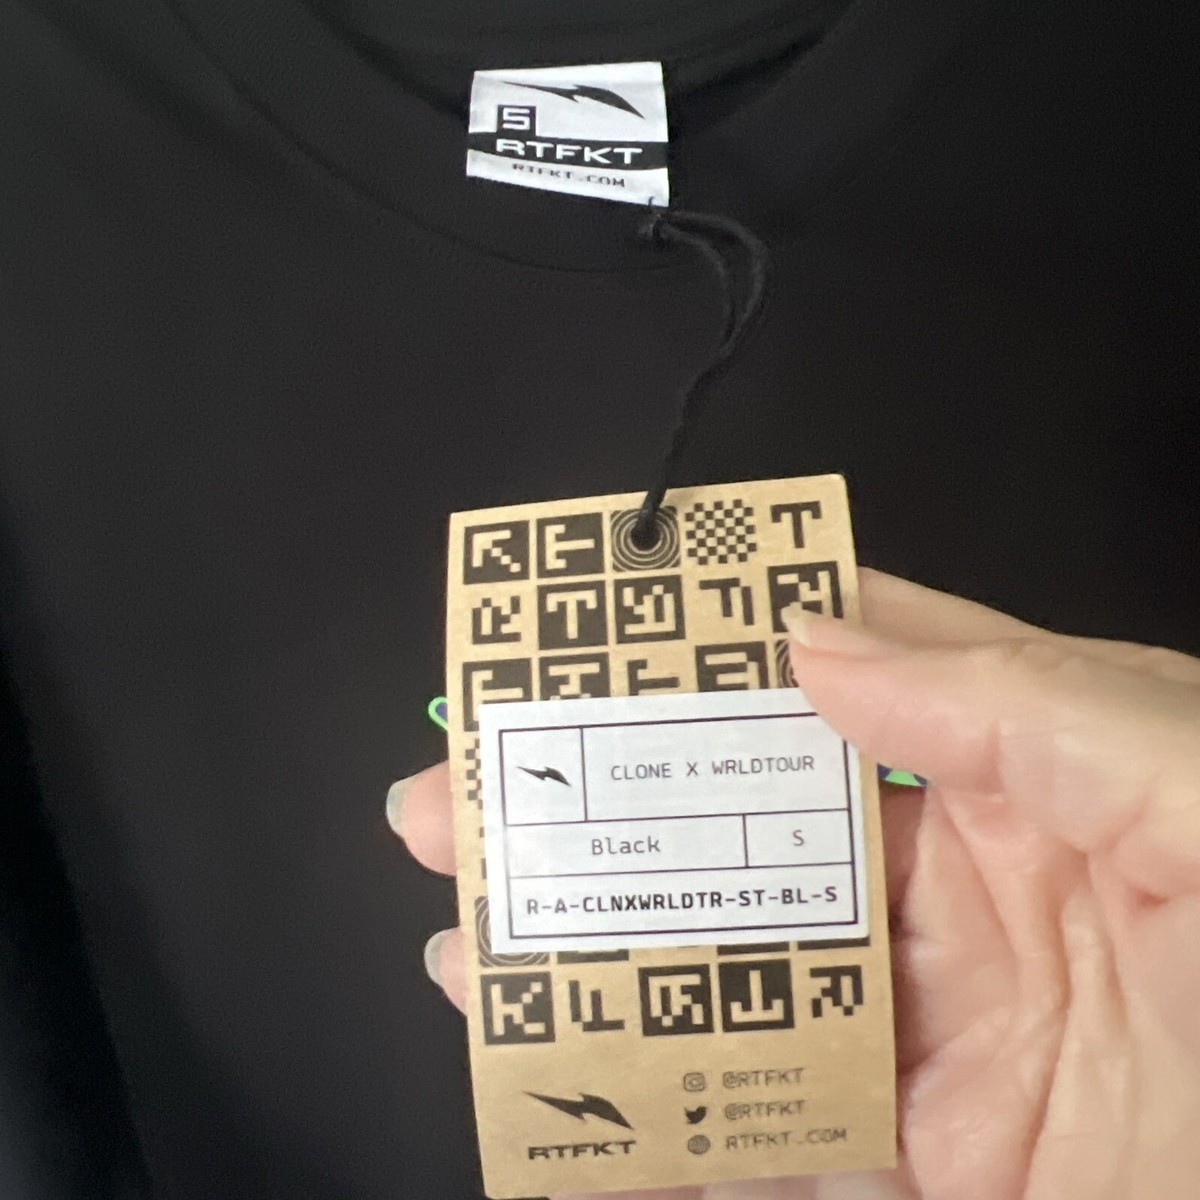 S
RTFKT
RTFKT.COM
R T T
R T R F R
CLONE X WRLDTOUR
Black S
R-A-CLNXWRLDTR-ST-BL-S
K F R T R
@RTFKT
@RTFKT
RTFKT RTFKT.COM